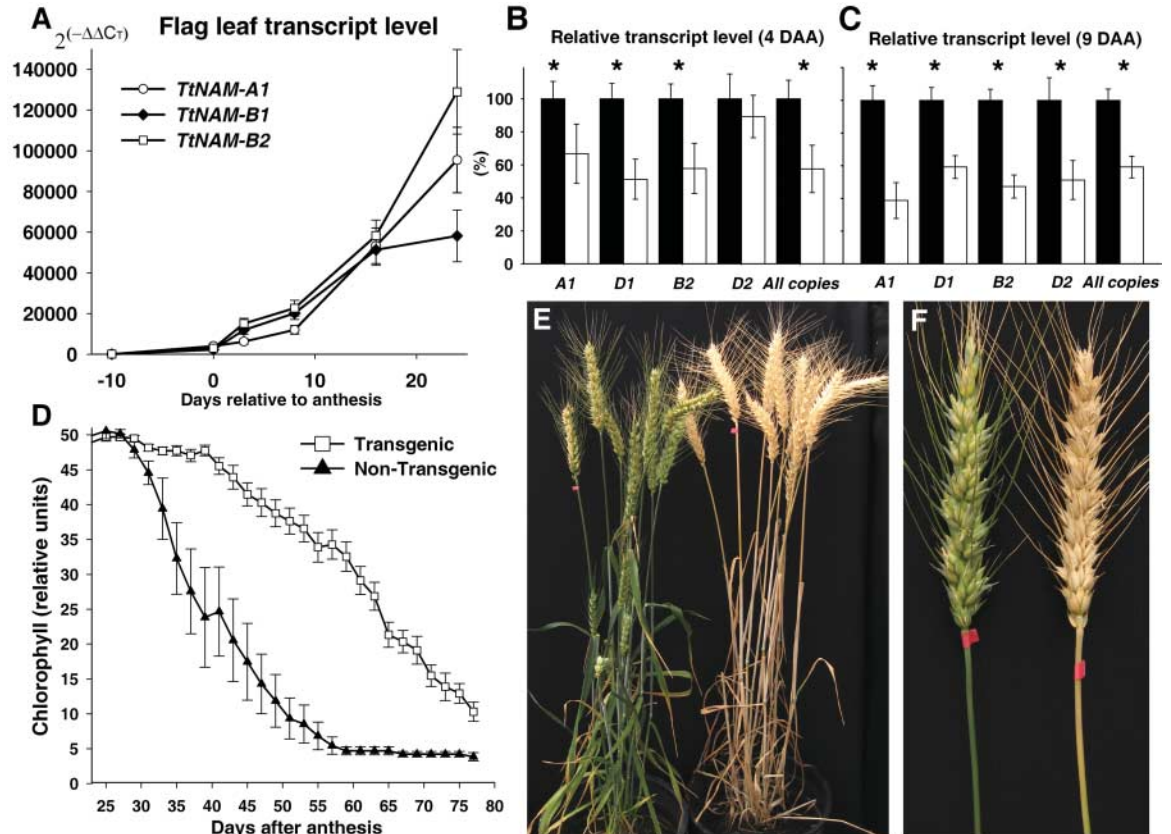 A
Flag leaf transcript level
2^(−ΔΔCT)
140000
120000
100000
80000
60000
40000
20000
0
TtNAM-A1
TtNAM-B1
TtNAM-B2
-10 0 10 20
Days relative to anthesis
B
Relative transcript level (4 DAA)
* * * *
100
80
60
40
20
0
(%)
A1 D1 B2 D2 All copies
C
Relative transcript level (9 DAA)
* * * * *
A1 D1 B2 D2 All copies
D
Transgenic
Non-Transgenic
Chlorophyll (relative units)
50
45
40
35
30
25
20
15
10
5
0
25 30 35 40 45 50 55 60 65 70 75 80
Days after anthesis
E
F